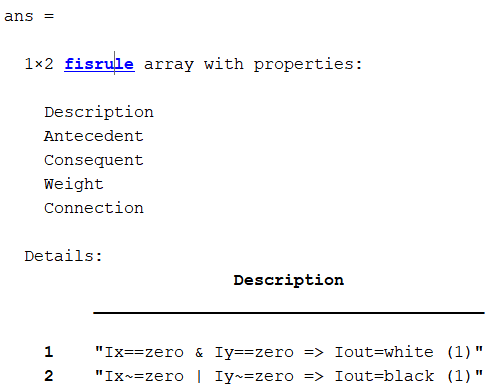 ans =
1×2 fisrule array with properties:
Description
Antecedent
Consequent
Weight
Connection
Details:
Description
1 "Ix==zero & Iy==zero => Iout=white (1)"
2 "Ix~=zero | Iy~=zero => Iout=black (1)"